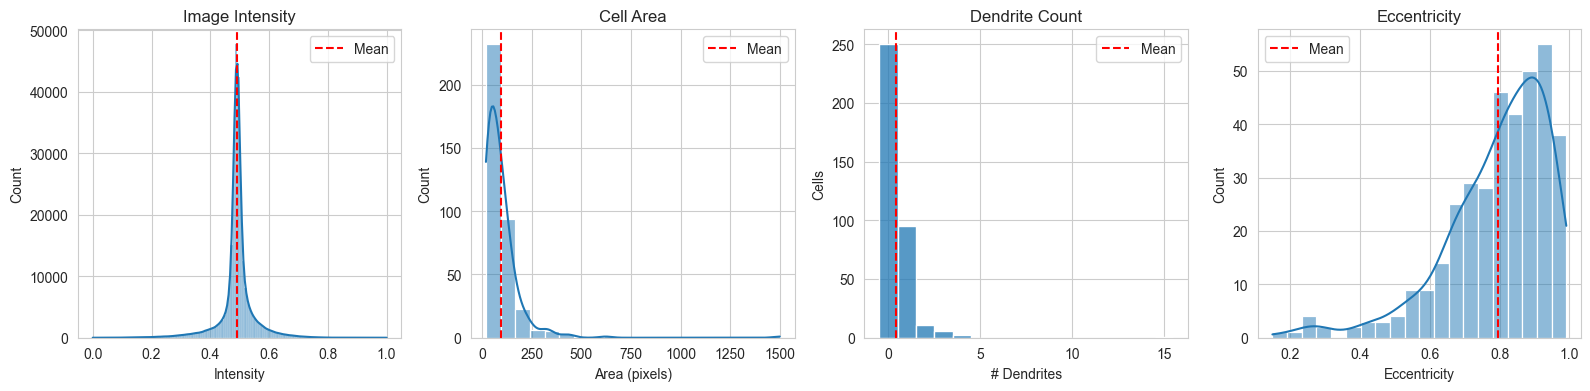 Image Intensity
50000
40000
30000
20000
10000
0
Count
0.0 0.2 0.4 0.6 0.8 1.0
Intensity
Mean
Cell Area
200
150
100
50
0
Count
0 250 500 750 1000 1250 1500
Area (pixels)
Mean
Dendrite Count
250
200
150
100
50
0
Cells
0 5 10 15
# Dendrites
Mean
Eccentricity
50
40
30
20
10
0
Count
0.2 0.4 0.6 0.8 1.0
Eccentricity
Mean